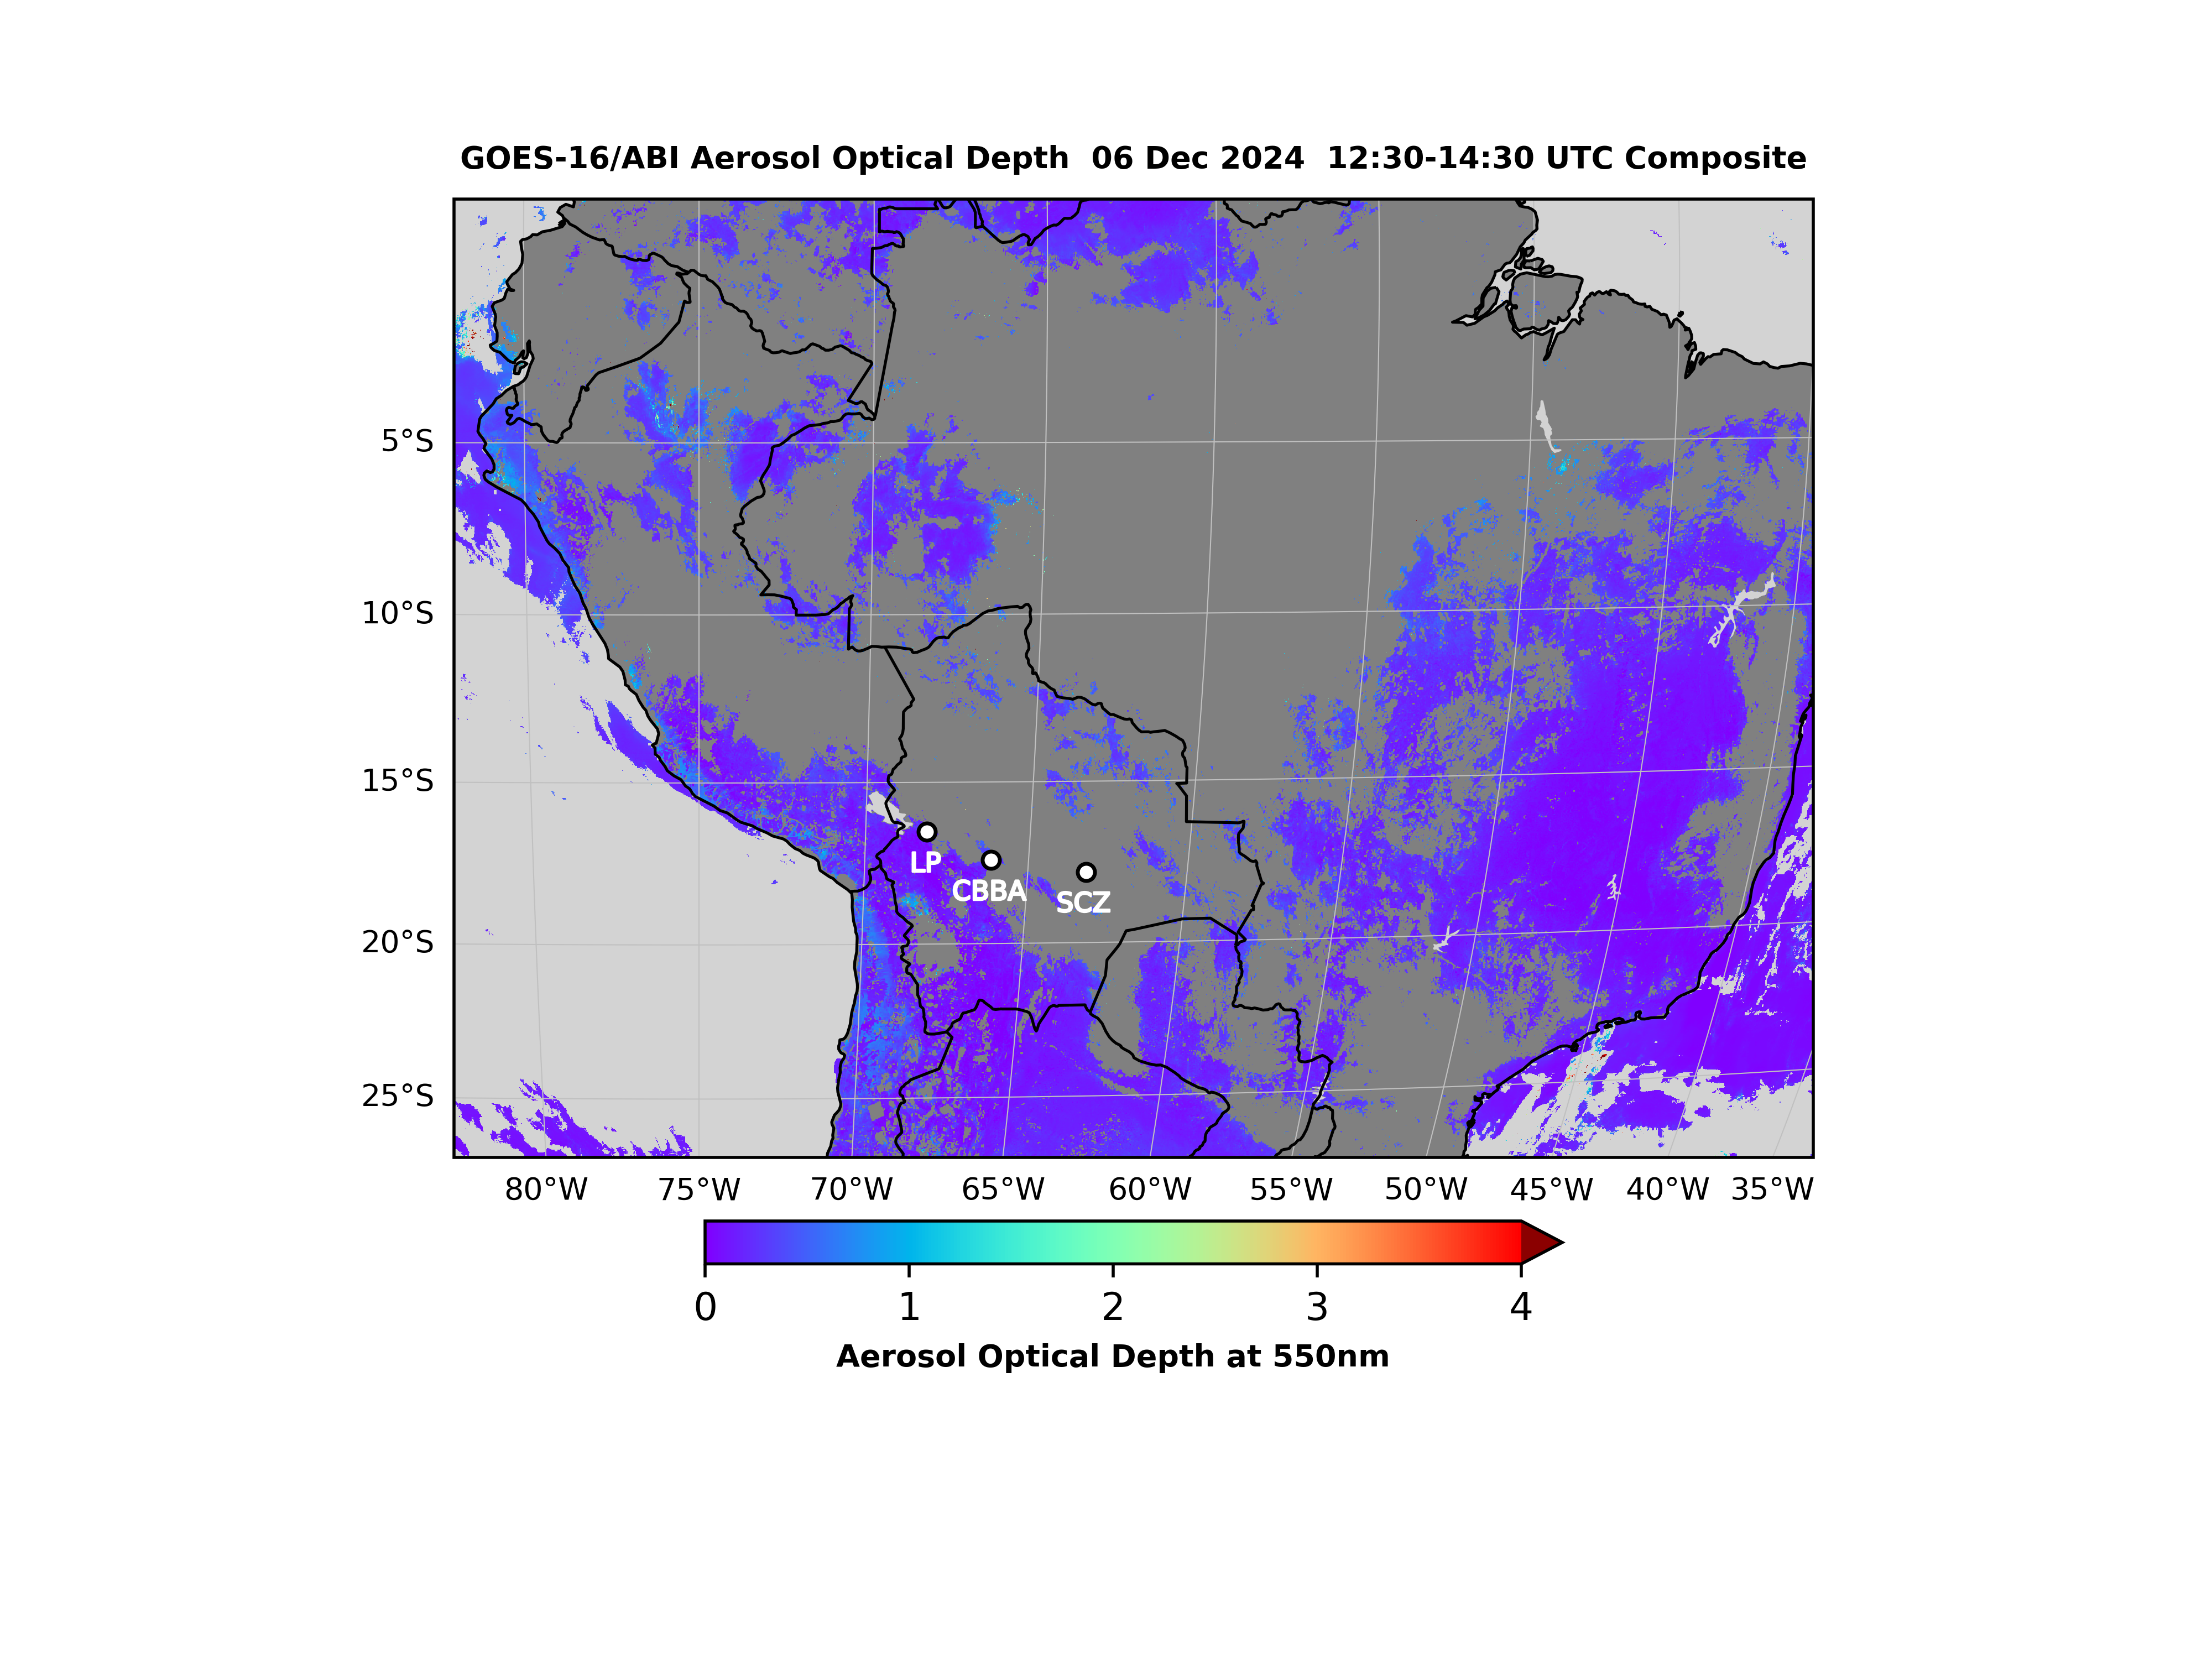 GOES-16/ABI Aerosol Optical Depth  06 Dec 2024  12:30-14:30 UTC Composite
5°S
10°S
15°S
LP
CBBA
SCZ
20°S
25°S
80°W 75°W 70°W 65°W 60°W 55°W 50°W 45°W 40°W 35°W
0 1 2 3 4
Aerosol Optical Depth at 550nm